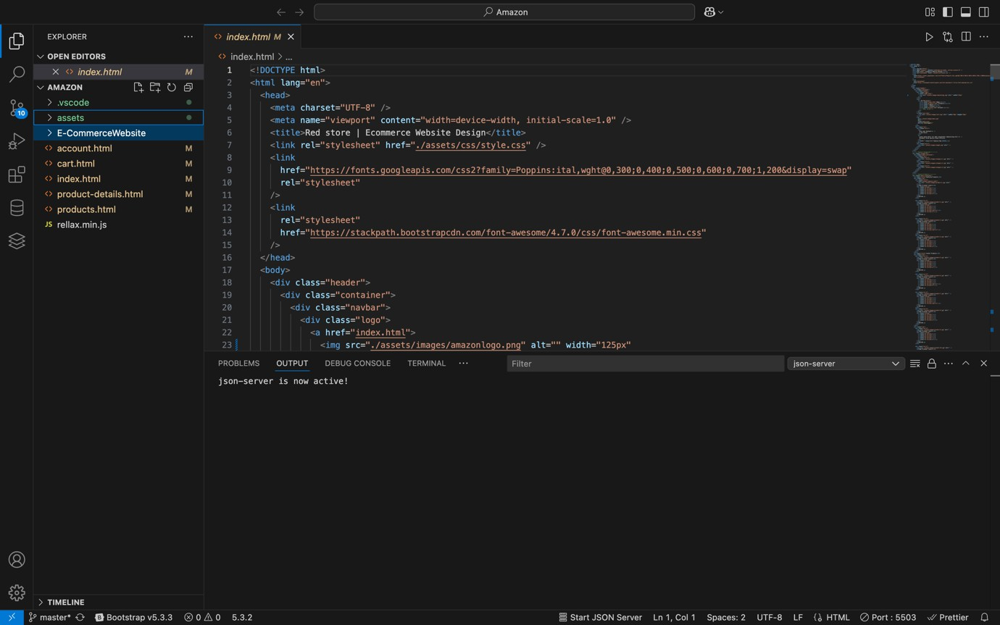 Amazon
EXPLORER
OPEN EDITORS
index.html M
AMAZON
.vscode
assets
E-CommerceWebsite
account.html M
cart.html M
index.html M
product-details.html M
products.html M
JS rellax.min.js
10
TIMELINE
index.html M
index.html > ...
1 <!DOCTYPE html>
2 <html lang="en">
3 <head>
4 <meta charset="UTF-8" />
5 <meta name="viewport" content="width=device-width, initial-scale=1.0" />
6 <title>Red store | Ecommerce Website Design</title>
7 <link rel="stylesheet" href="./assets/css/style.css" />
8 <link
9 href="https://fonts.googleapis.com/css2?family=Poppins:ital,wght@0,300;0,400;0,500;0,600;0,700;1,200&display=swap"
10 rel="stylesheet"
11 />
12 <link
13 rel="stylesheet"
14 href="https://stackpath.bootstrapcdn.com/font-awesome/4.7.0/css/font-awesome.min.css"
15 />
16 </head>
17 <body>
18 <div class="header">
19 <div class="container">
20 <div class="navbar">
21 <div class="logo">
22 <a href="index.html">
23 <img src="./assets/images/amazonlogo.png" alt="" width="125px"
PROBLEMS OUTPUT DEBUG CONSOLE TERMINAL ... Filter json-server
json-server is now active!
master* B Bootstrap v5.3.3 0 0 5.3.2 Start JSON Server Ln 1, Col 1 Spaces: 2 UTF-8 LF HTML Port : 5503 Prettier